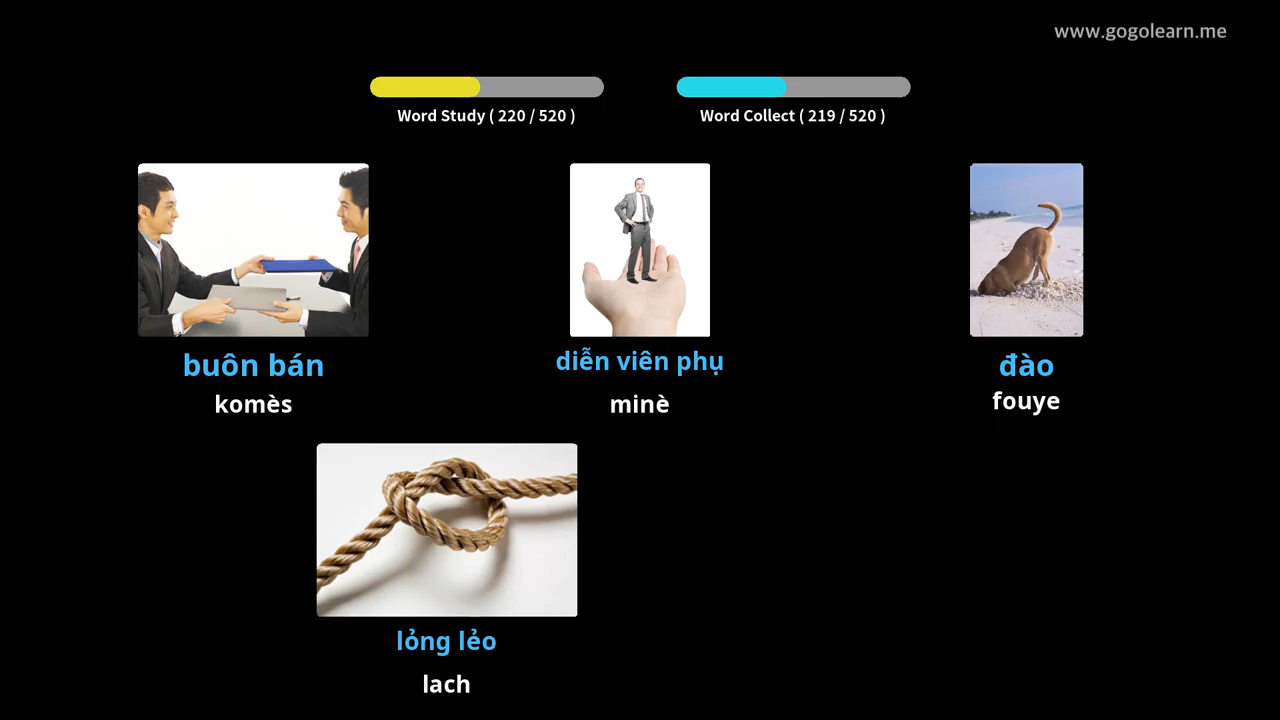 www.gogolearn.me
Word Study ( 220 / 520 )
Word Collect ( 219 / 520 )
buôn bán
komès
diễn viên phụ
minè
đào
fouye
lỏng lẻo
lach